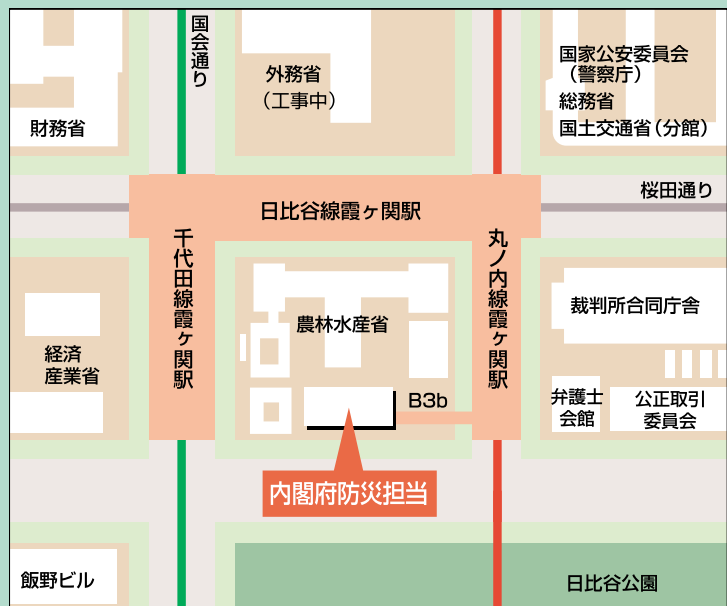 国会通り
外務省
（工事中）
国家公安委員会
（警察庁）
総務省
国土交通省（分館）
財務省
桜田通り
日比谷線霞ヶ関駅
千代田線霞ヶ関駅
丸ノ内線霞ヶ関駅
裁判所合同庁舎
農林水産省
経済
産業省
B3b
弁護士
会館
公正取引
委員会
内閣府防災担当
飯野ビル
日比谷公園